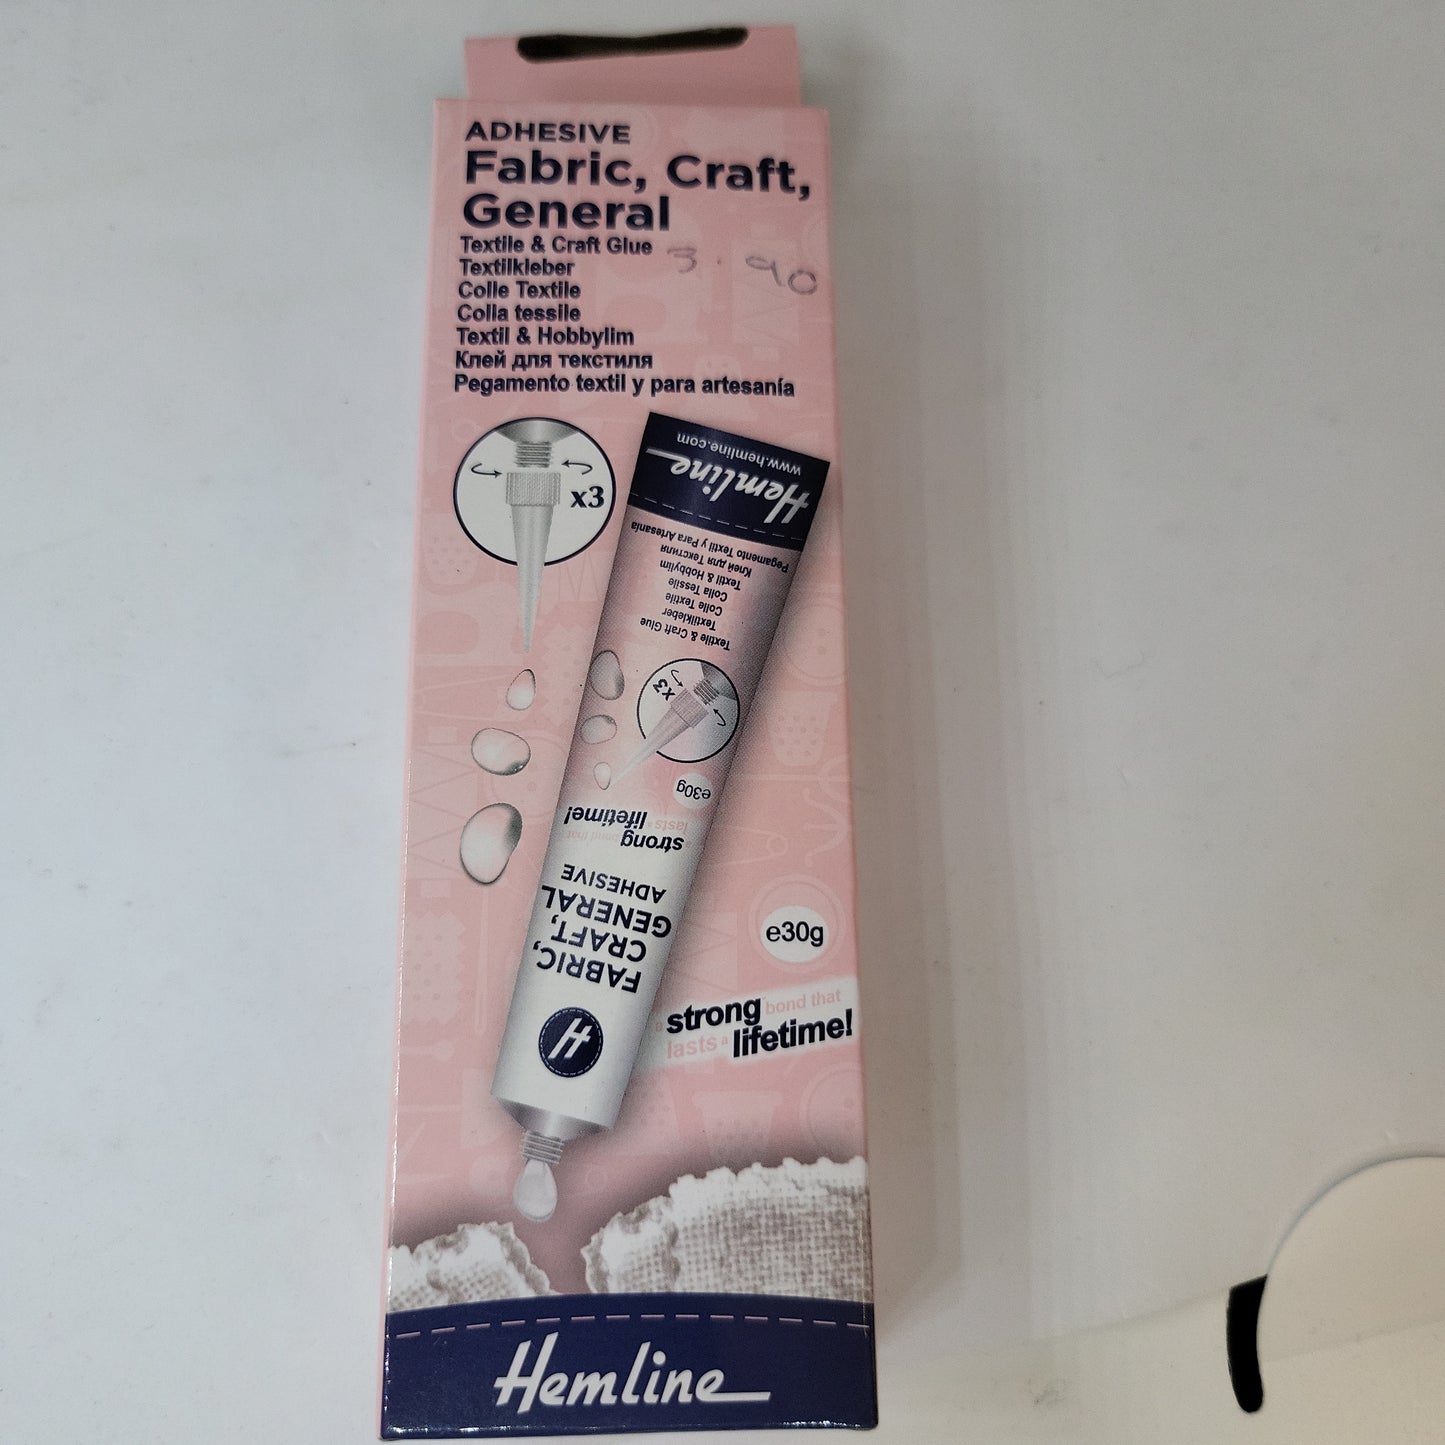 ADHESIVE
Fabric, Craft,
General
Textile & Craft Glue
3.90
Textilkleber
Colle Textile
Colla tessile
Textil & Hobbylim
Клей для текстиля
Pegamento textil y para artesanía
x3
www.hemline.com
Hemline
Pegamento Textil y Para Artesanía
Клей для Текстиля
Textil & Hobbylim
Colla Tessile
Colle Textile
Textilkleber
Textile & Craft Glue
x3
e30g
strong bond that
lasts a lifetime!
FABRIC,
CRAFT,
GENERAL
ADHESIVE
H
e30g
a strong bond that
lasts a lifetime!
Hemline